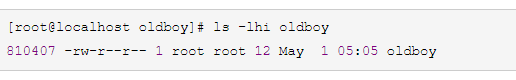 [root@localhost oldboy]# ls -lhi oldboy
810407 -rw-r--r-- 1 root root 12 May  1 05:05 oldboy